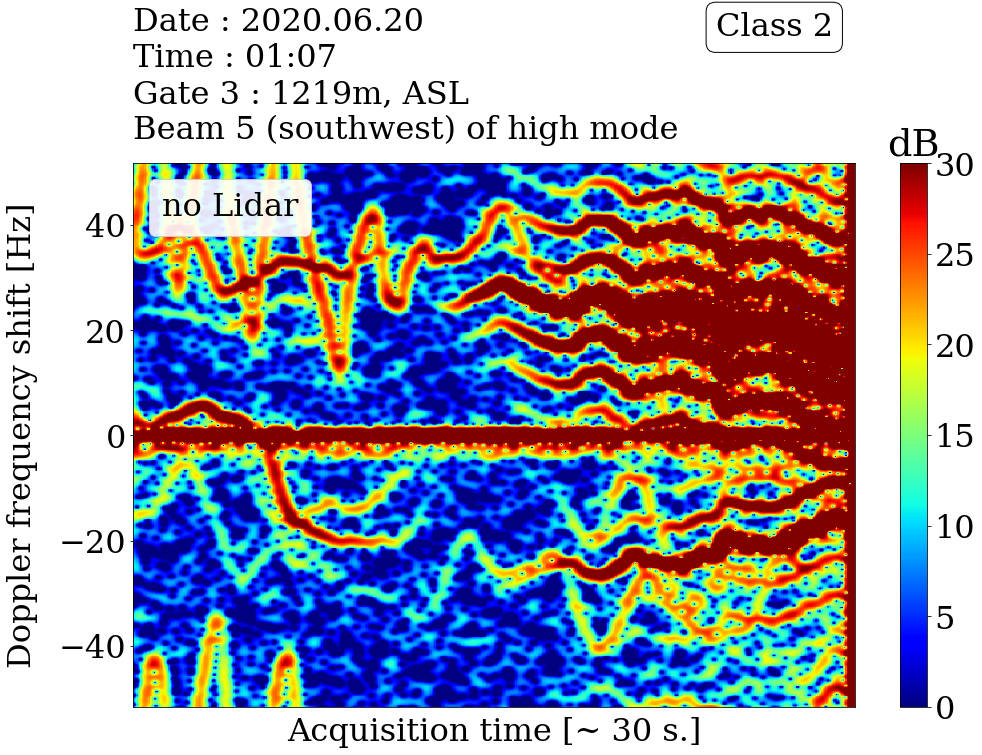 Date : 2020.06.20
Time : 01:07
Gate 3 : 1219m, ASL
Beam 5 (southwest) of high mode
Class 2
dB
no Lidar
Doppler frequency shift [Hz]
40
20
0
−20
−40
Acquisition time [~ 30 s.]
30
25
20
15
10
5
0